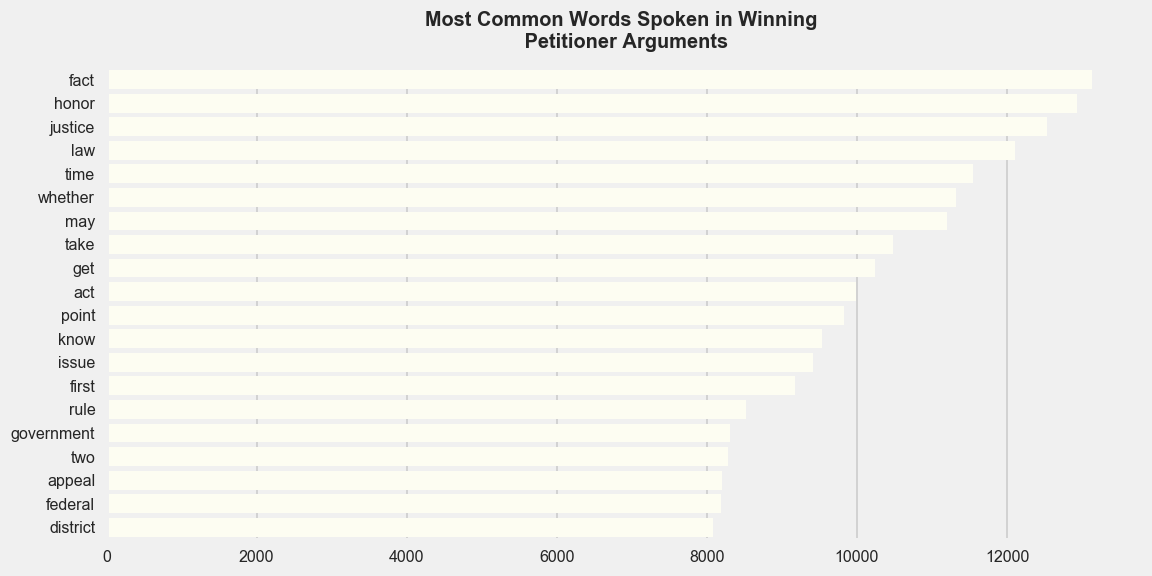 Most Common Words Spoken in Winning
Petitioner Arguments
fact
honor
justice
law
time
whether
may
take
get
act
point
know
issue
first
rule
government
two
appeal
federal
district
0 2000 4000 6000 8000 10000 12000